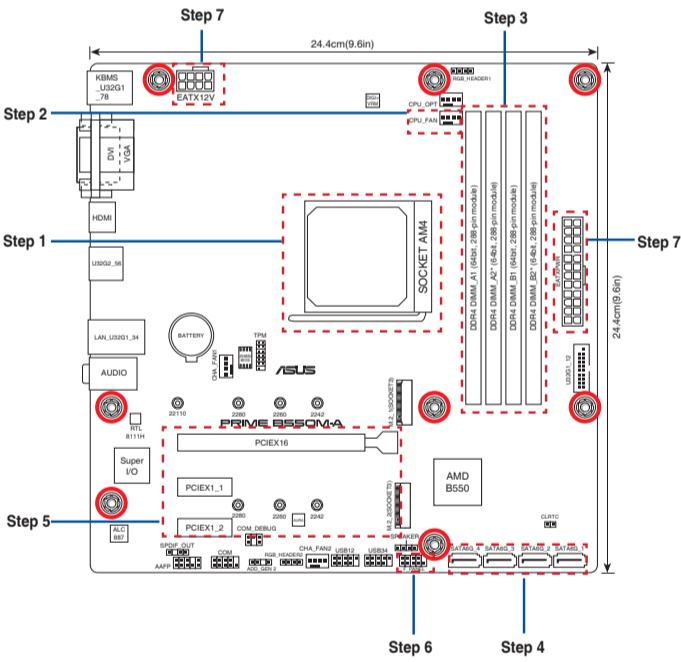 Step 7
Step 3
24.4cm(9.6in)
KBMS
_U32G1
_78
EATX12V
DIGI+
VRM
RGB_HEADER1
CPU_OPT
Step 2
CPU_FAN
DVI
VGA
HDMI
Step 1
U32G2_56
SOCKET AM4
DDR4 DIMM_A1 (64bit, 288-pin module)
DDR4 DIMM_A2* (64bit, 288-pin module)
DDR4 DIMM_B1 (64bit, 288-pin module)
DDR4 DIMM_B2* (64bit, 288-pin module)
EATXPWR
Step 7
24.4cm(9.6in)
LAN_U32G1_34
BATTERY
CHA_FAN1
TPM
ASUS
U32G1_12
AUDIO
22110
2280
2260
2242
M.2_1(SOCKET3)
RTL
8111H
PRIME B550M-A
PCIEX16
Super
I/O
AMD
B550
PCIEX1_1
M.2_2(SOCKET3)
2280
2260
2242
Step 5
ALC
887
PCIEX1_2
COM_DEBUG
CLRTC
SPEAKER
SPDIF_OUT
AAFP
COM
ADD_GEN 2
RGB_HEADER2
CHA_FAN2
USB12
USB34
F_PANEL
SATA6G_4
SATA6G_3
SATA6G_2
SATA6G_1
Step 6
Step 4